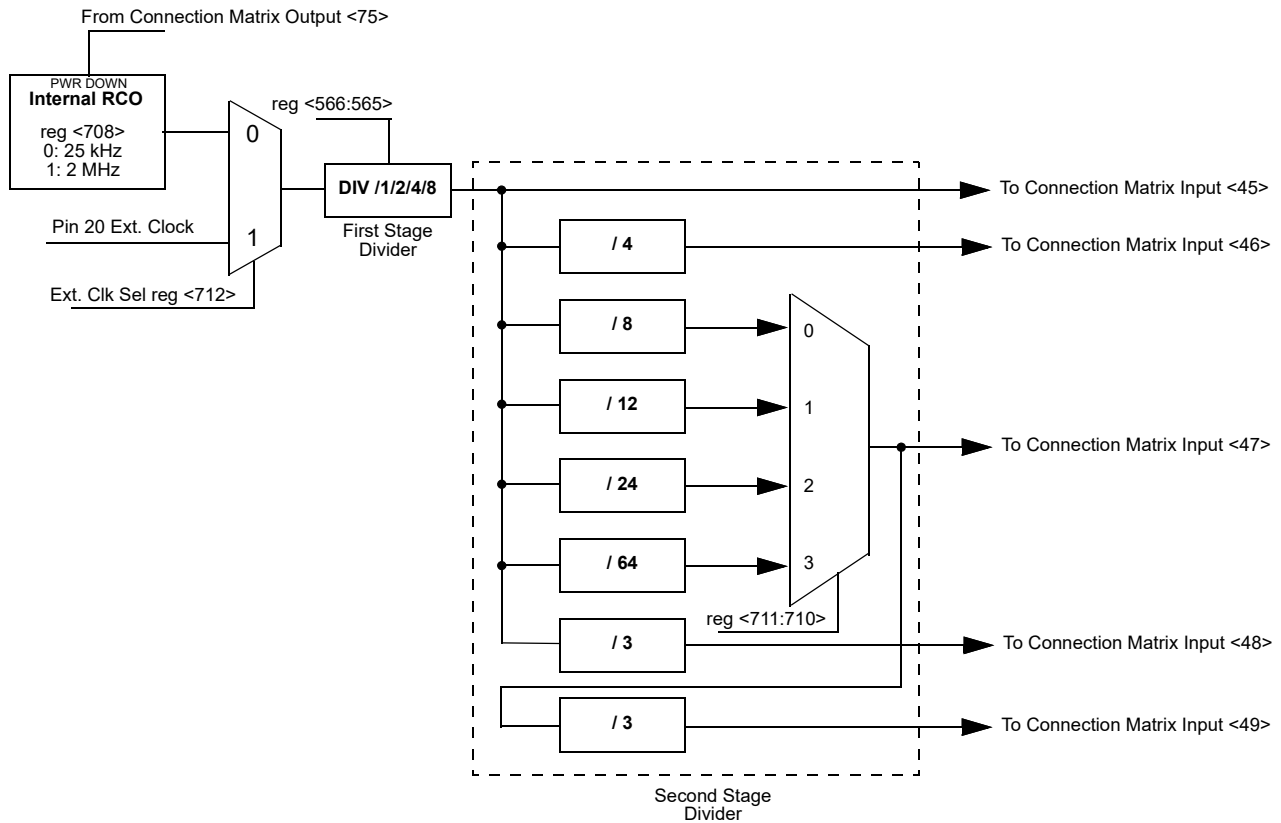 From Connection Matrix Output <75>
PWR DOWN
Internal RCO
reg <708>
0: 25 kHz
1: 2 MHz
Pin 20 Ext. Clock
Ext. Clk Sel reg <712>
0
1
reg <566:565>
DIV /1/2/4/8
First Stage
Divider
/ 4
/ 8
/ 12
/ 24
/ 64
/ 3
/ 3
0
1
2
3
reg <711:710>
To Connection Matrix Input <45>
To Connection Matrix Input <46>
To Connection Matrix Input <47>
To Connection Matrix Input <48>
To Connection Matrix Input <49>
Second Stage
Divider